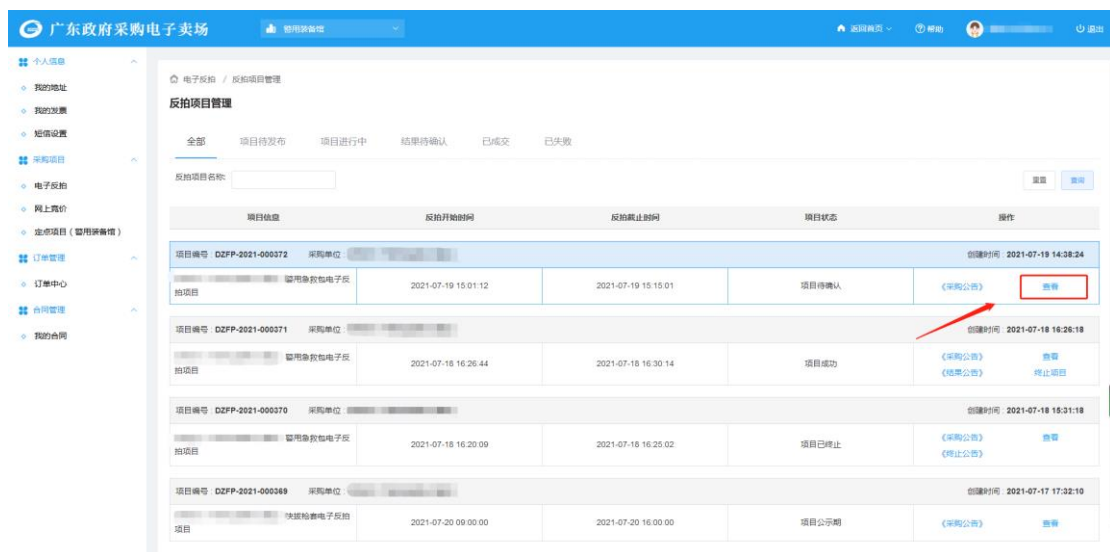 广东政府采购电子卖场
警用装备馆
返回首页
帮助
退出
个人信息
我的地址
我的发票
短信设置
采购项目
电子反拍
网上竞价
定点项目（警用装备馆）
订单管理
订单中心
合同管理
我的合同
电子反拍 / 反拍项目管理
反拍项目管理
全部 项目待发布 项目进行中 结果待确认 已成交 已失败
反拍项目名称: 重置 查询
项目信息 反拍开始时间 反拍截止时间 项目状态 操作
项目编号 : DZFP-2021-000372 采购单位 : 创建时间 : 2021-07-19 14:38:24
警用急救包电子反
拍项目 2021-07-19 15:01:12 2021-07-19 15:15:01 项目待确认 《采购公告》 查看
项目编号 : DZFP-2021-000371 采购单位 : 创建时间 : 2021-07-18 16:26:18
警用急救包电子反
拍项目 2021-07-18 16:26:44 2021-07-18 16:30:14 项目成功 《采购公告》 查看
《结果公告》 终止项目
项目编号 : DZFP-2021-000370 采购单位 : 创建时间 : 2021-07-18 15:31:18
警用急救包电子反
拍项目 2021-07-18 16:20:09 2021-07-18 16:25:02 项目已终止 《采购公告》 查看
《终止公告》
项目编号 : DZFP-2021-000369 采购单位 : 创建时间 : 2021-07-17 17:32:10
快拔枪套电子反拍
项目 2021-07-20 09:00:00 2021-07-20 16:00:00 项目公示期 《采购公告》 查看